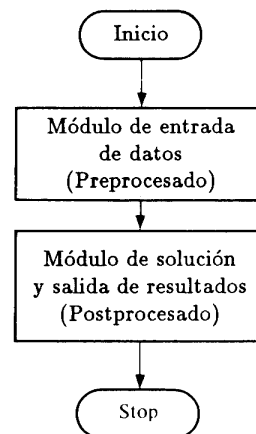 Inicio
Módulo de entrada
de datos
(Preprocesado)
Módulo de solución
y salida de resultados
(Postprocesado)
Stop